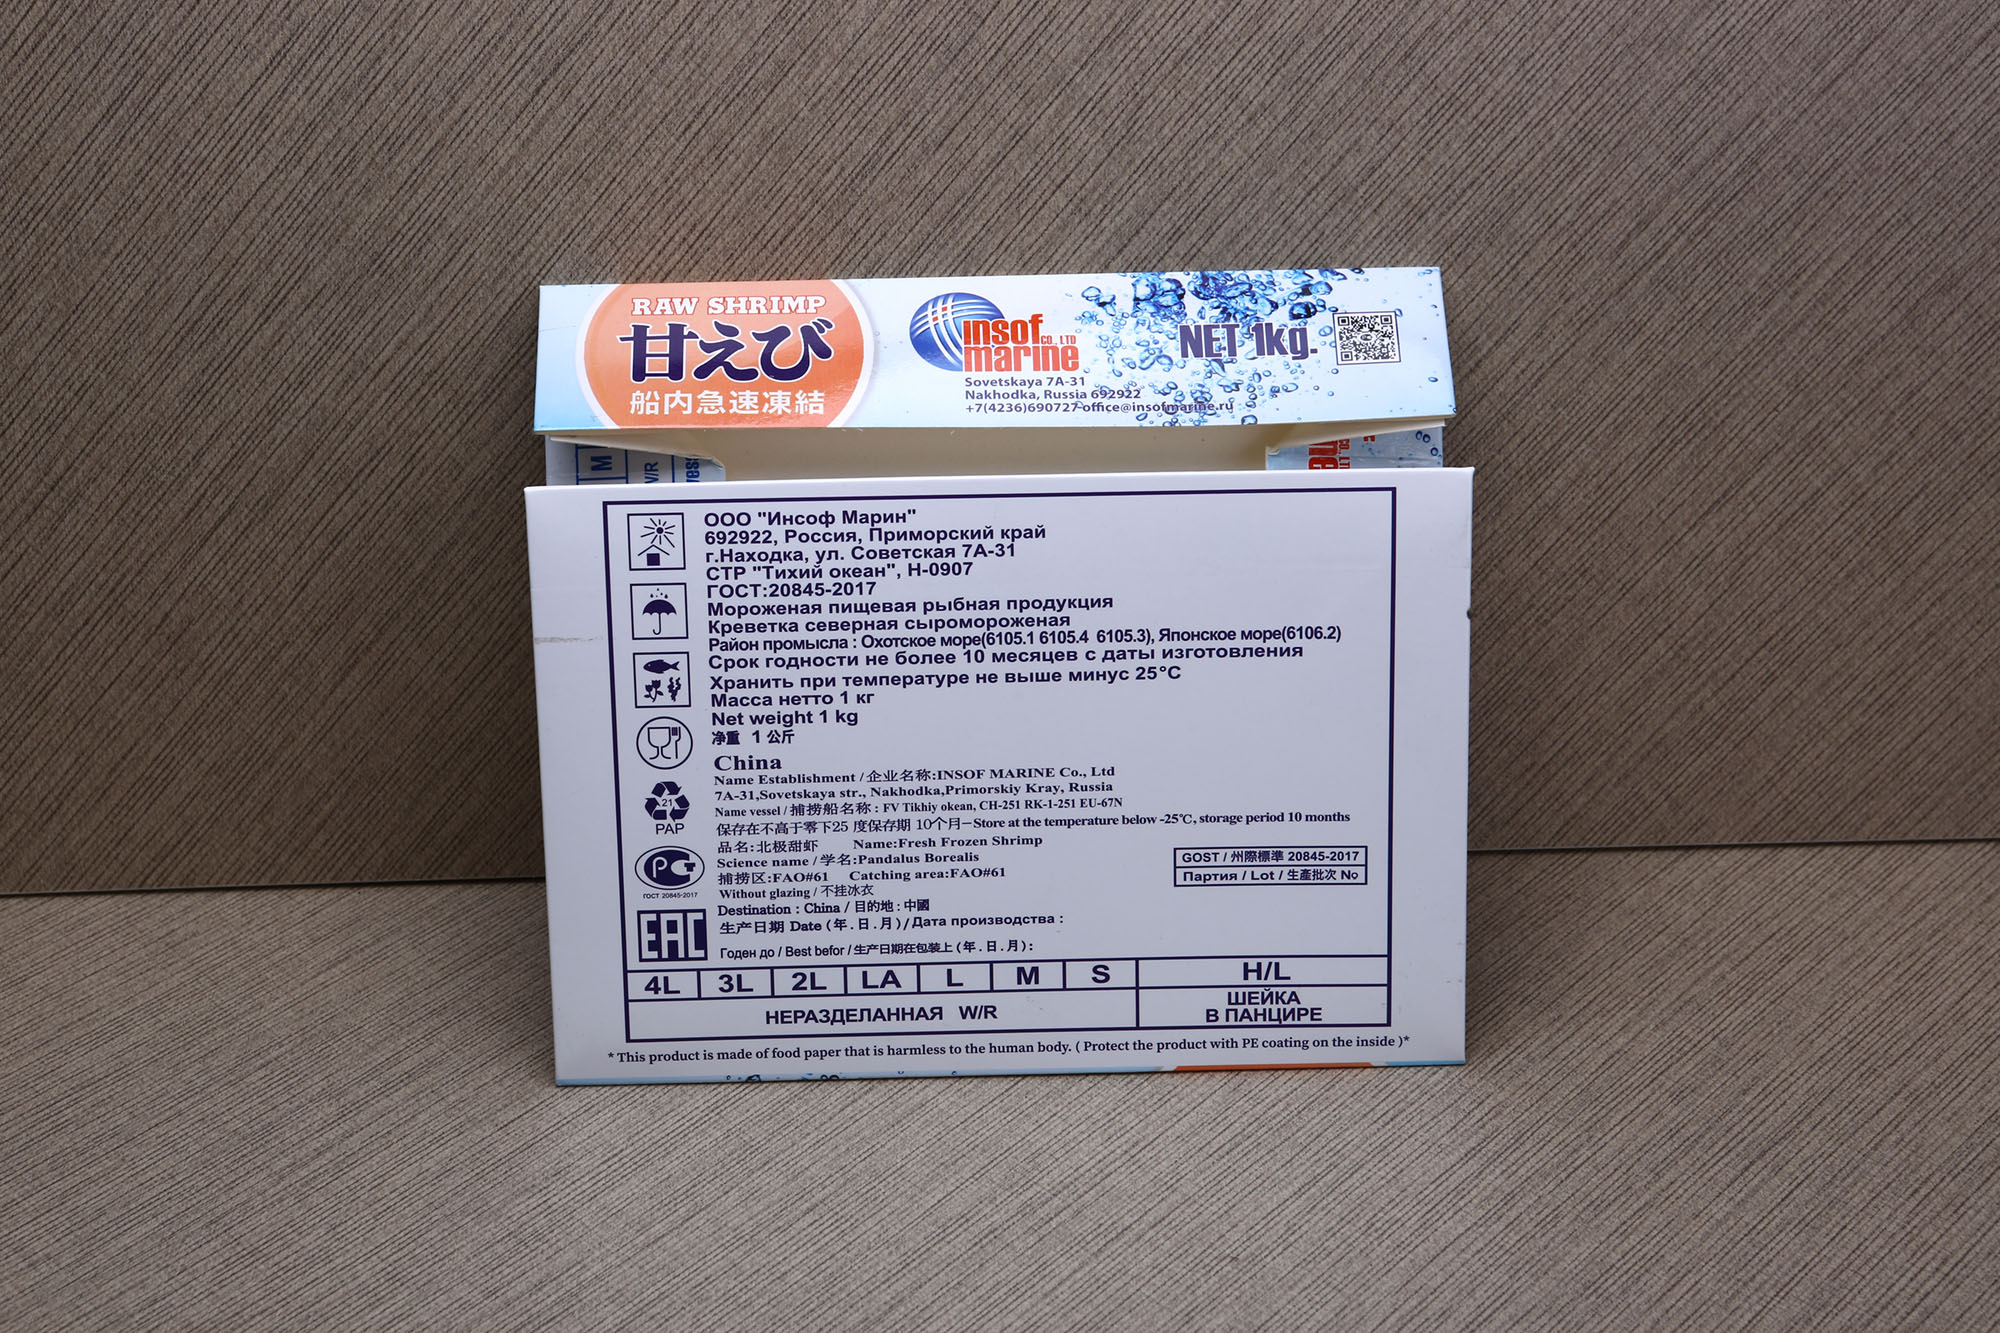 RAW SHRIMP
甘えび
船内急速凍結
insof
CO., LTD
marine
Sovetskaya 7A-31
Nakhodka, Russia 692922
+7(4236)690727 office@insofmarine.ru
NET 1kg.
M
W/R
ООО "Инсоф Марин"
692922, Россия, Приморский край
г.Находка, ул. Советская 7А-31
СТР "Тихий океан", Н-0907
ГОСТ:20845-2017
Мороженая пищевая рыбная продукция
Креветка северная сыромороженая
Район промысла : Охотское море(6105.1 6105.4 6105.3), Японское море(6106.2)
Срок годности не более 10 месяцев с даты изготовления
Хранить при температуре не выше минус 25°С
Масса нетто 1 кг
Net weight 1 kg
净重 1 公斤
China
Name Establishment / 企业名称:INSOF MARINE Co., Ltd
7A-31,Sovetskaya str., Nakhodka,Primorskiy Kray, Russia
Name vessel / 捕捞船名称 : FV Tikhiy okean, CH-251 RK-1-251 EU-67N
保存在不高于零下25 度保存期 10个月—Store at the temperature below -25℃, storage period 10 months
品名:北极甜虾 Name:Fresh Frozen Shrimp
Science name / 学名:Pandalus Borealis
捕捞区:FAO#61 Catching area:FAO#61
Without glazing / 不挂冰衣
Destination : China / 目的地 : 中國
生产日期 Date (年.日.月)/Дата производства :
Годен до / Best befor / 生产日期在包装上 (年.日.月):
GOST / 州際標準 20845-2017
Партия / Lot / 生產批次 №
21
PAP
РСТ
ГОСТ 20845-2017
EAC
4L 3L 2L LA L M S H/L
НЕРАЗДЕЛАННАЯ W/R
ШЕЙКА
В ПАНЦИРЕ
* This product is made of food paper that is harmless to the human body. ( Protect the product with PE coating on the inside )*